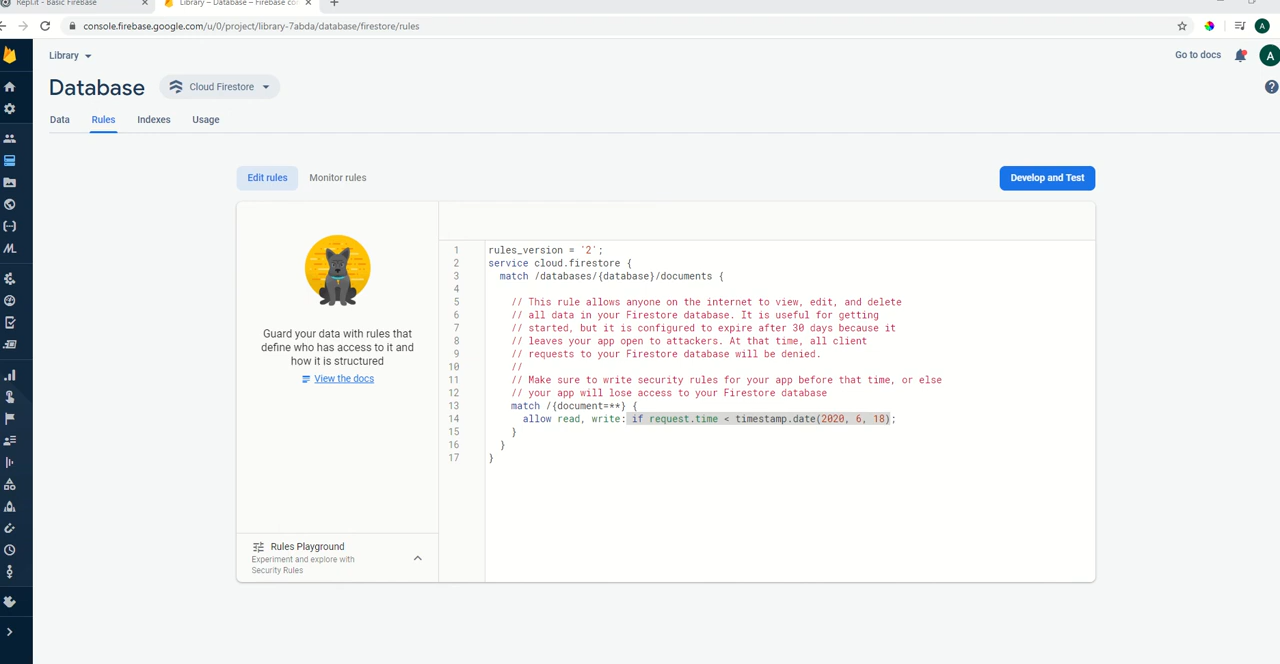 Repl.it - Basic FireBase
Library – Database – Firebase co
console.firebase.google.com/u/0/project/library-7abda/database/firestore/rules
A
Library
Go to docs
A
Database
Cloud Firestore
?
Data
Rules
Indexes
Usage
Edit rules
Monitor rules
Develop and Test
Guard your data with rules that
define who has access to it and
how it is structured
View the docs
Rules Playground
Experiment and explore with
Security Rules
1 rules_version = '2';
2 service cloud.firestore {
3 match /databases/{database}/documents {
4
5 // This rule allows anyone on the internet to view, edit, and delete
6 // all data in your Firestore database. It is useful for getting
7 // started, but it is configured to expire after 30 days because it
8 // leaves your app open to attackers. At that time, all client
9 // requests to your Firestore database will be denied.
10 //
11 // Make sure to write security rules for your app before that time, or else
12 // your app will lose access to your Firestore database
13 match /{document=**} {
14 allow read, write: if request.time < timestamp.date(2020, 6, 18);
15 }
16 }
17 }